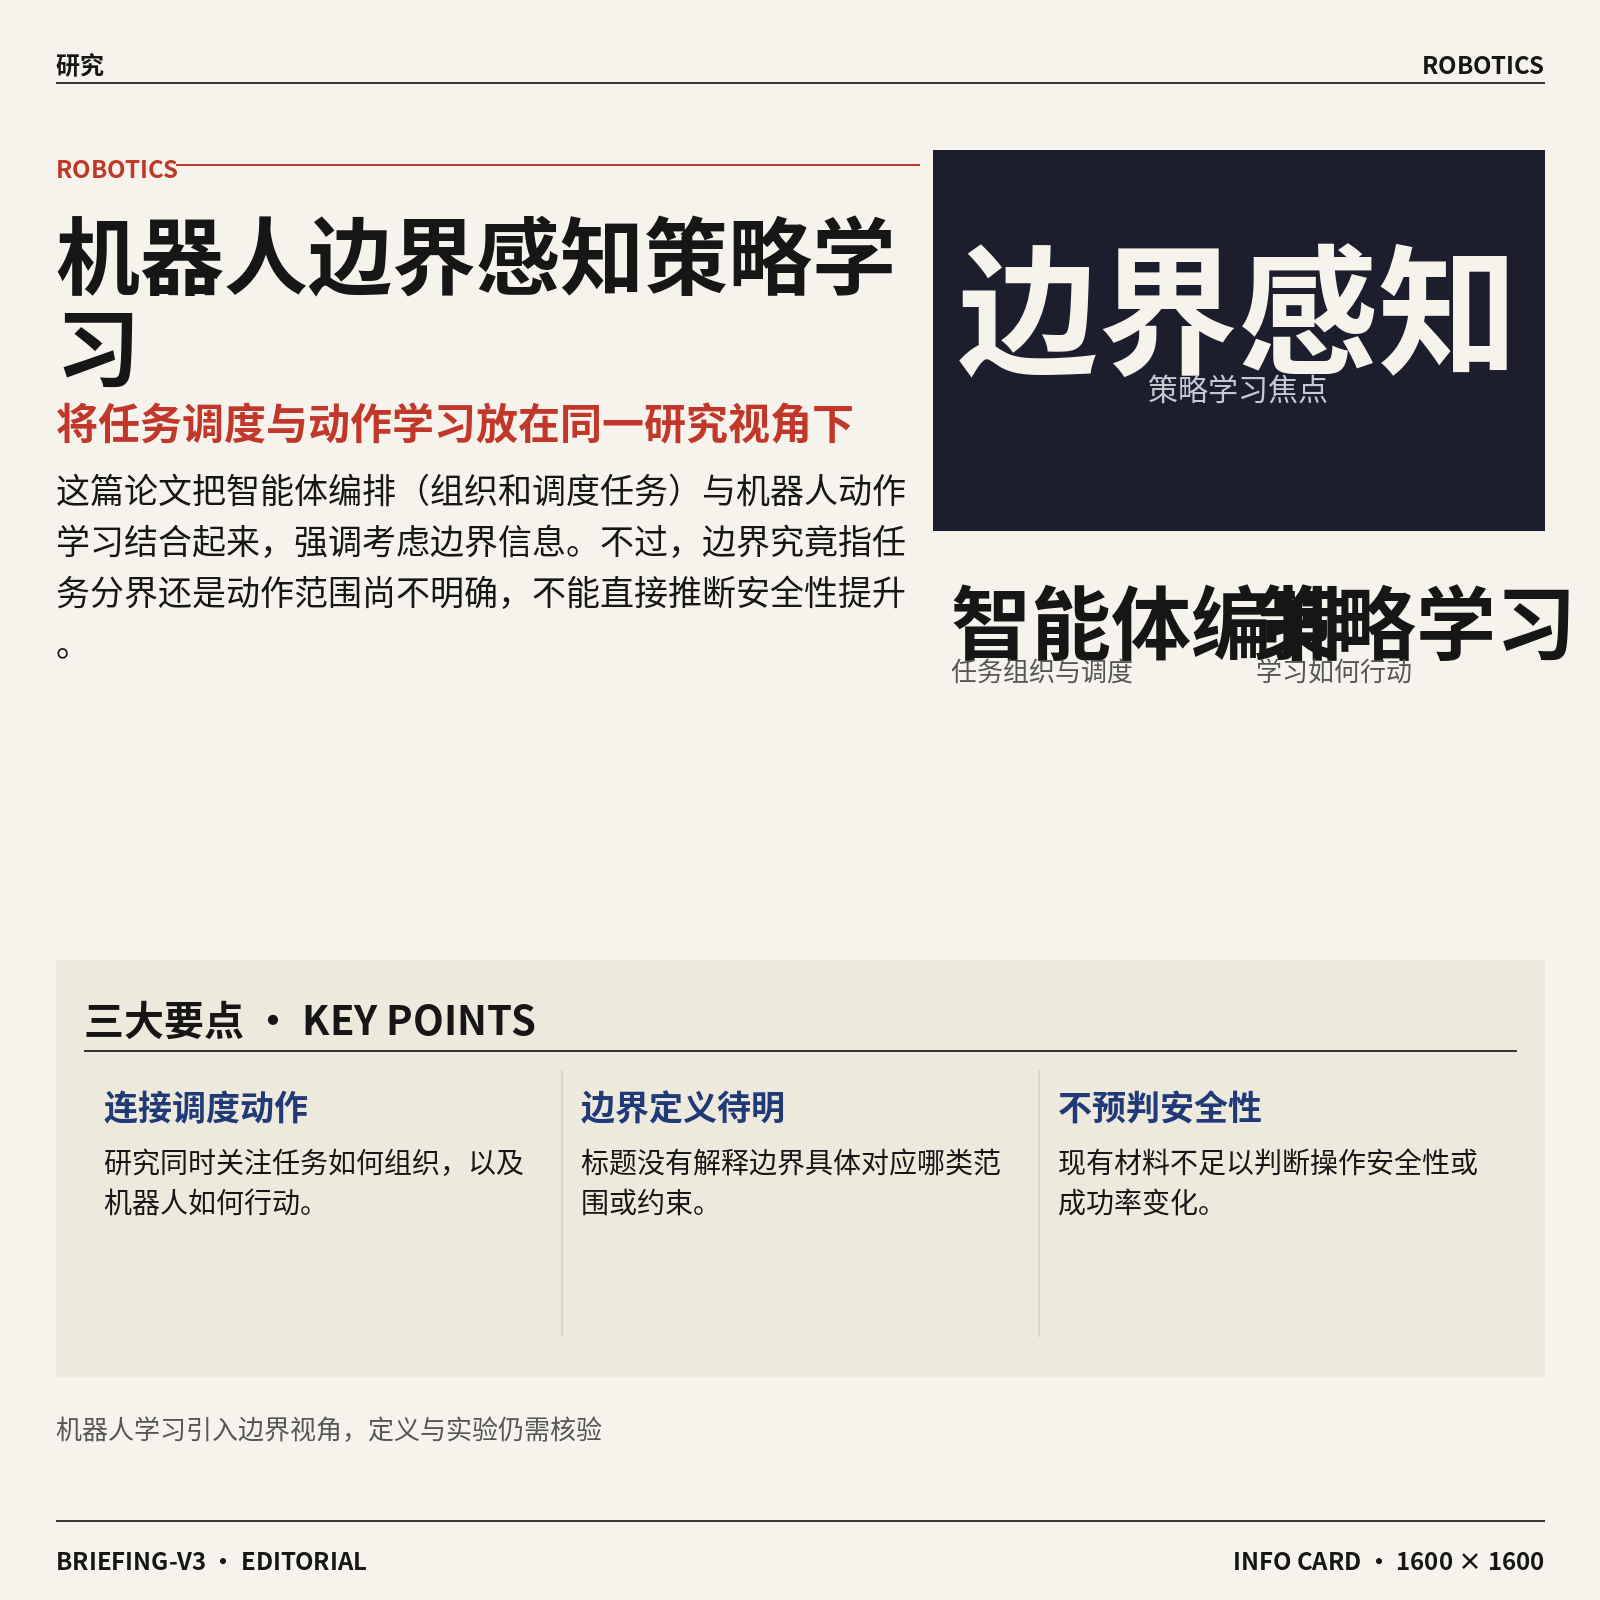 研究
ROBOTICS
ROBOTICS
机器人边界感知策略学
习
将任务调度与动作学习放在同一研究视角下
这篇论文把智能体编排（组织和调度任务）与机器人动作
学习结合起来，强调考虑边界信息。不过，边界究竟指任
务分界还是动作范围尚不明确，不能直接推断安全性提升
。
边界感知
策略学习焦点
智能体编排
任务组织与调度
策略学习
学习如何行动
三大要点 • KEY POINTS
连接调度动作
研究同时关注任务如何组织，以及
机器人如何行动。
边界定义待明
标题没有解释边界具体对应哪类范
围或约束。
不预判安全性
现有材料不足以判断操作安全性或
成功率变化。
机器人学习引入边界视角，定义与实验仍需核验
BRIEFING-V3 • EDITORIAL
INFO CARD • 1600 × 1600